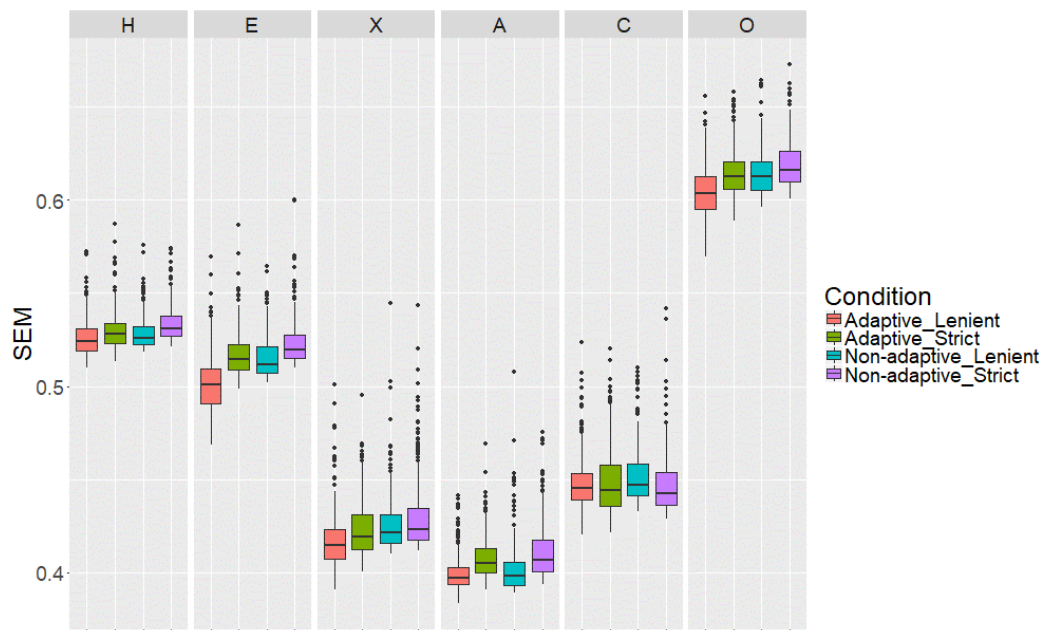 H E X A C O
SEM
0.6
0.5
0.4
Condition
Adaptive_Lenient
Adaptive_Strict
Non-adaptive_Lenient
Non-adaptive_Strict